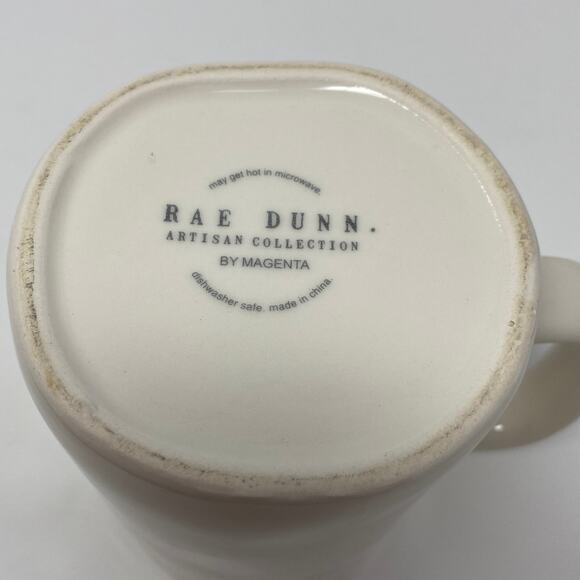 may get hot in microwave.
RAE DUNN.
ARTISAN COLLECTION
BY MAGENTA
dishwasher safe. made in china.